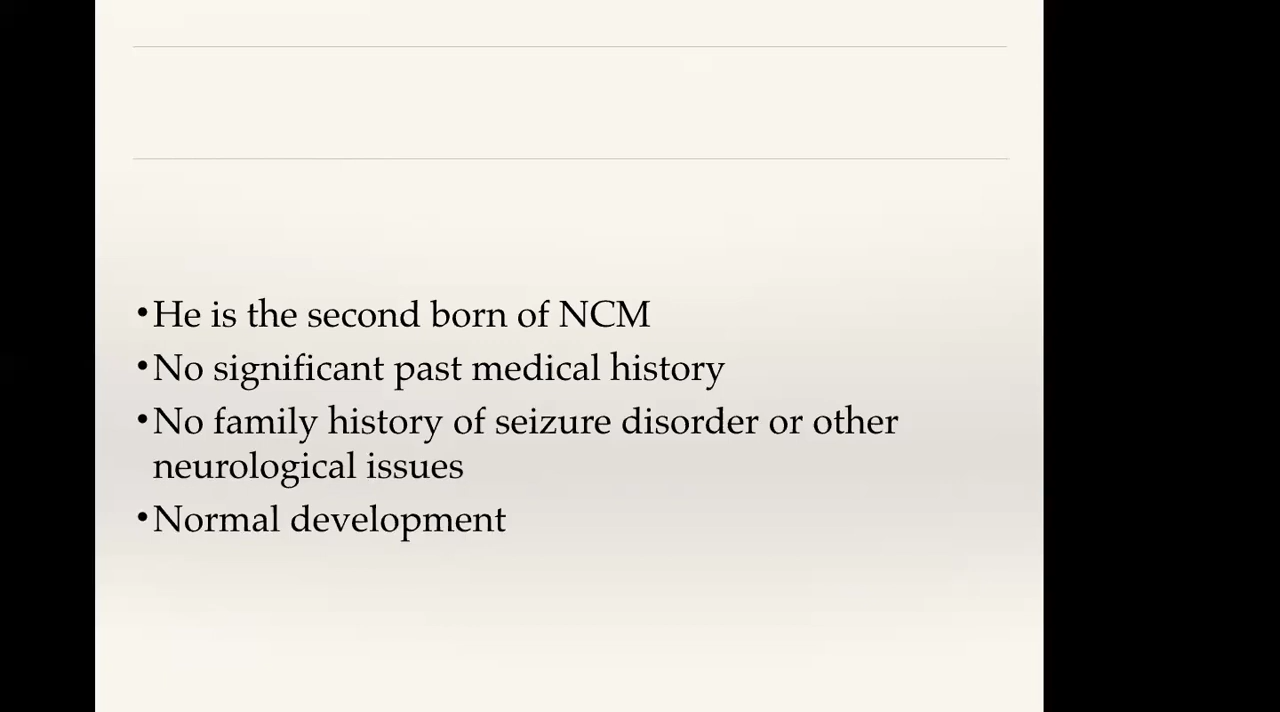 •He is the second born of NCM
•No significant past medical history
•No family history of seizure disorder or other
neurological issues
•Normal development